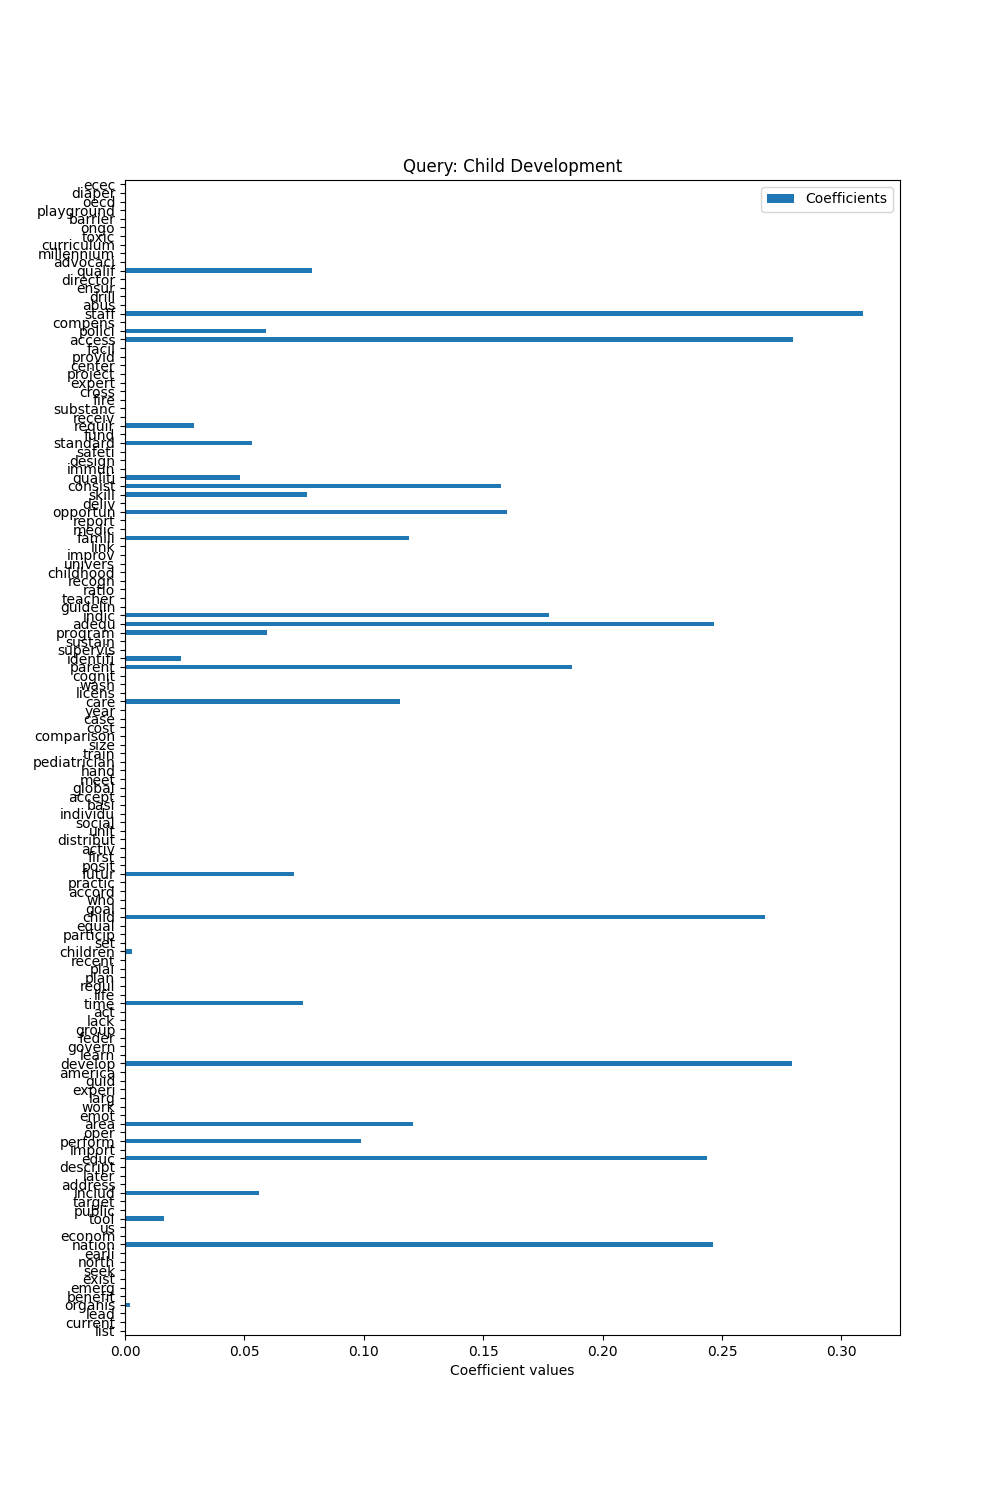 Query: Child Development
Coefficients
ecec
diaper
oecd
playground
barrier
ongo
toxic
curriculum
millennium
advocaci
qualif
director
ensur
drill
abus
staff
compens
polici
access
facil
provid
center
project
expert
cross
fire
substanc
receiv
requir
fund
standard
safeti
design
immun
qualiti
consist
skill
deliv
opportun
report
medic
famili
link
improv
univers
childhood
recogn
ratio
teacher
guidelin
indic
adequ
program
sustain
supervis
identifi
parent
cognit
wash
licens
care
year
case
cost
comparison
size
train
pediatrician
hand
meet
global
accept
basi
individu
social
unit
distribut
activ
first
posit
futur
practic
accord
who
goal
child
equal
particip
set
children
recent
plai
plan
regul
life
time
act
lack
group
feder
govern
learn
develop
america
guid
experi
larg
work
emot
area
oper
perform
import
educ
descript
later
address
includ
target
public
tool
us
econom
nation
earli
north
seek
exist
emerg
benefit
organis
lead
current
list
0.00 0.05 0.10 0.15 0.20 0.25 0.30
Coefficient values